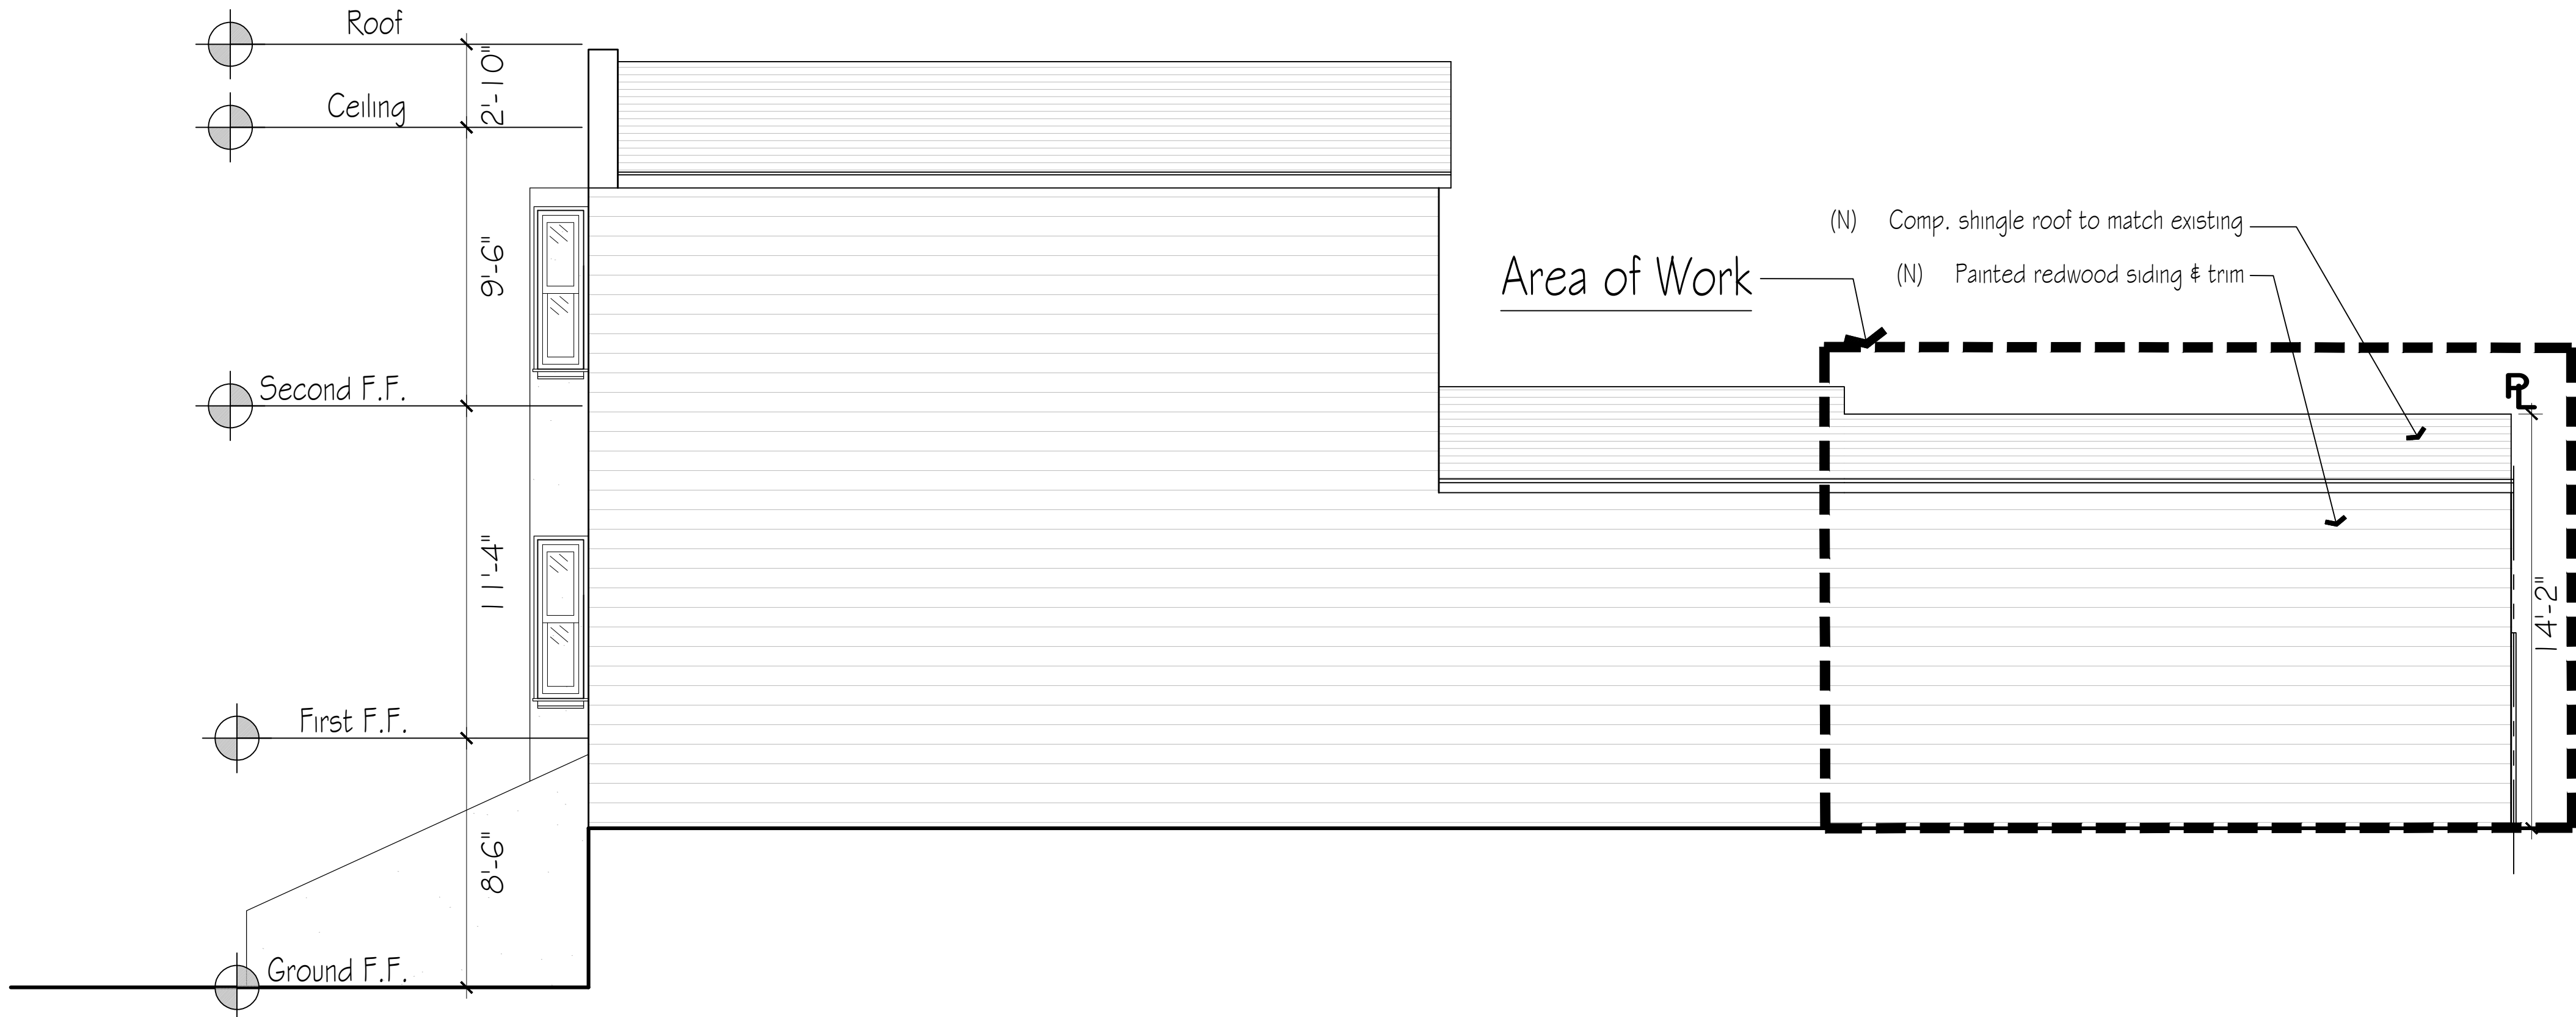 Roof
2'-10"
Ceiling
9'-6"
(N) Comp. shingle roof to match existing
Area of Work
(N) Painted redwood siding & trim
Second F.F.
PL
11'-4"
14'-2"
First F.F.
8'-6"
Ground F.F.